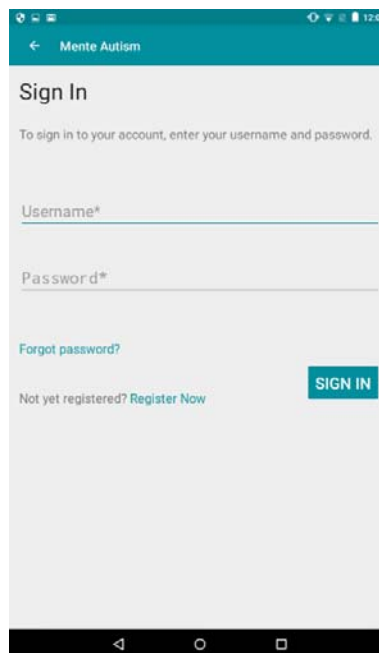 Mente Autism
Sign In
To sign in to your account, enter your username and password.
Username*
Password*
Forgot password?
SIGN IN
Not yet registered? Register Now